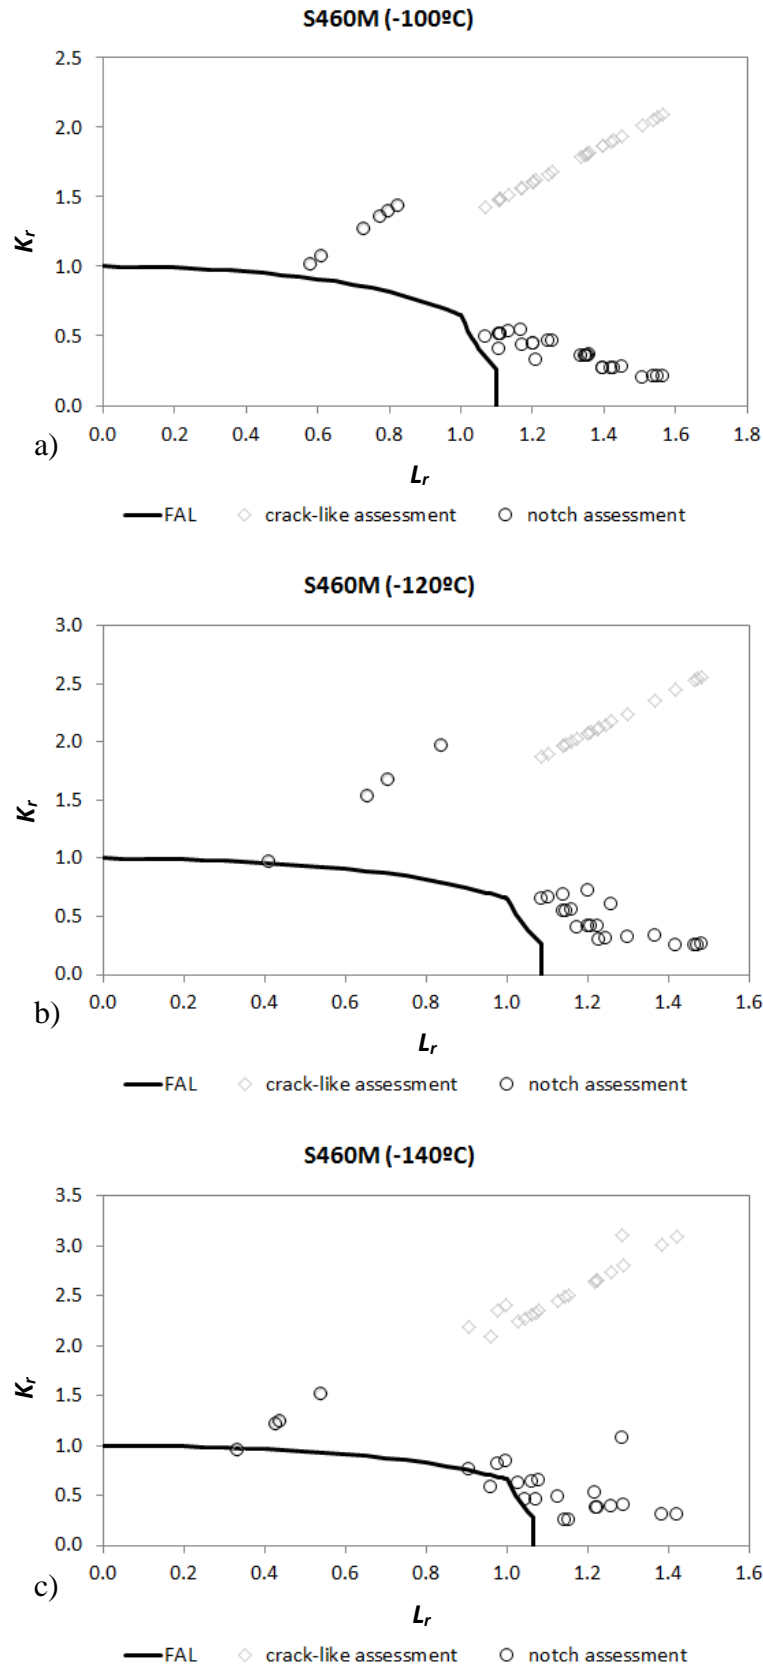 S460M (-100ºC)
2.5
2.0
1.5
1.0
0.5
0.0
Kr
0.0 0.2 0.4 0.6 0.8 1.0 1.2 1.4 1.6 1.8
a)
Lr
FAL crack-like assessment notch assessment
S460M (-120ºC)
3.0
2.5
2.0
1.5
1.0
0.5
0.0
Kr
0.0 0.2 0.4 0.6 0.8 1.0 1.2 1.4 1.6
b)
Lr
FAL crack-like assessment notch assessment
S460M (-140ºC)
3.5
3.0
2.5
2.0
1.5
1.0
0.5
0.0
Kr
0.0 0.2 0.4 0.6 0.8 1.0 1.2 1.4 1.6
c)
Lr
FAL crack-like assessment notch assessment